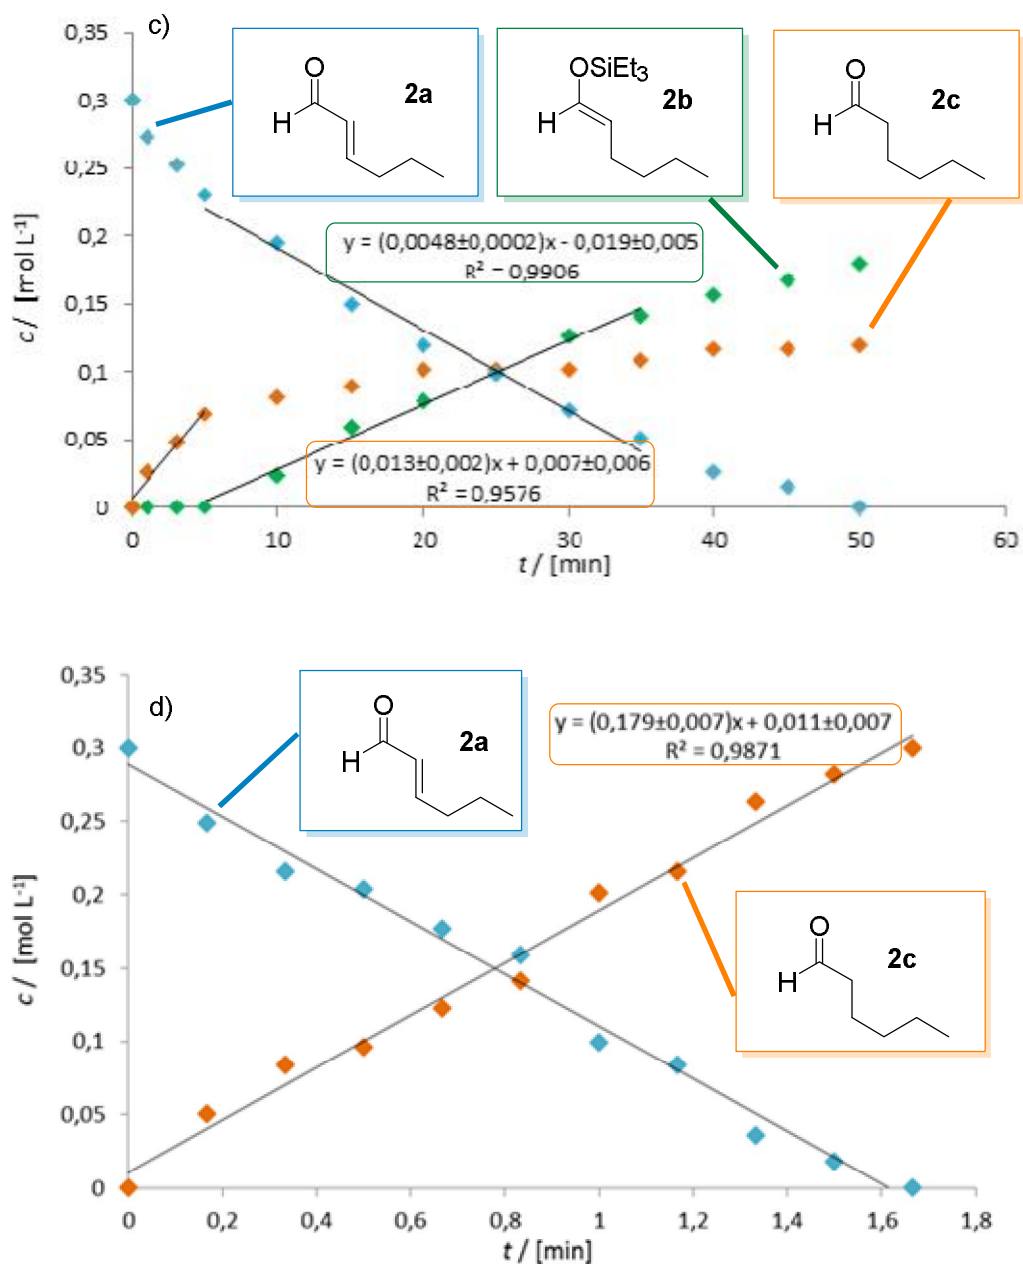 c)
0,35
0,3
0,25
0,2
0,15
0,1
0,05
0
c / [mol L-1]
O
H
2a
OSiEt3
H
2b
O
H
2c
y = (0,0048±0,0002)x - 0,019±0,005
R² = 0,9906
y = (0,013±0,002)x + 0,007±0,006
R² = 0,9576
0 10 20 30 40 50 60
t / [min]
d)
0,35
0,3
0,25
0,2
0,15
0,1
0,05
0
c / [mol L-1]
O
H
2a
y = (0,179±0,007)x + 0,011±0,007
R² = 0,9871
O
H
2c
0 0,2 0,4 0,6 0,8 1 1,2 1,4 1,6 1,8
t / [min]